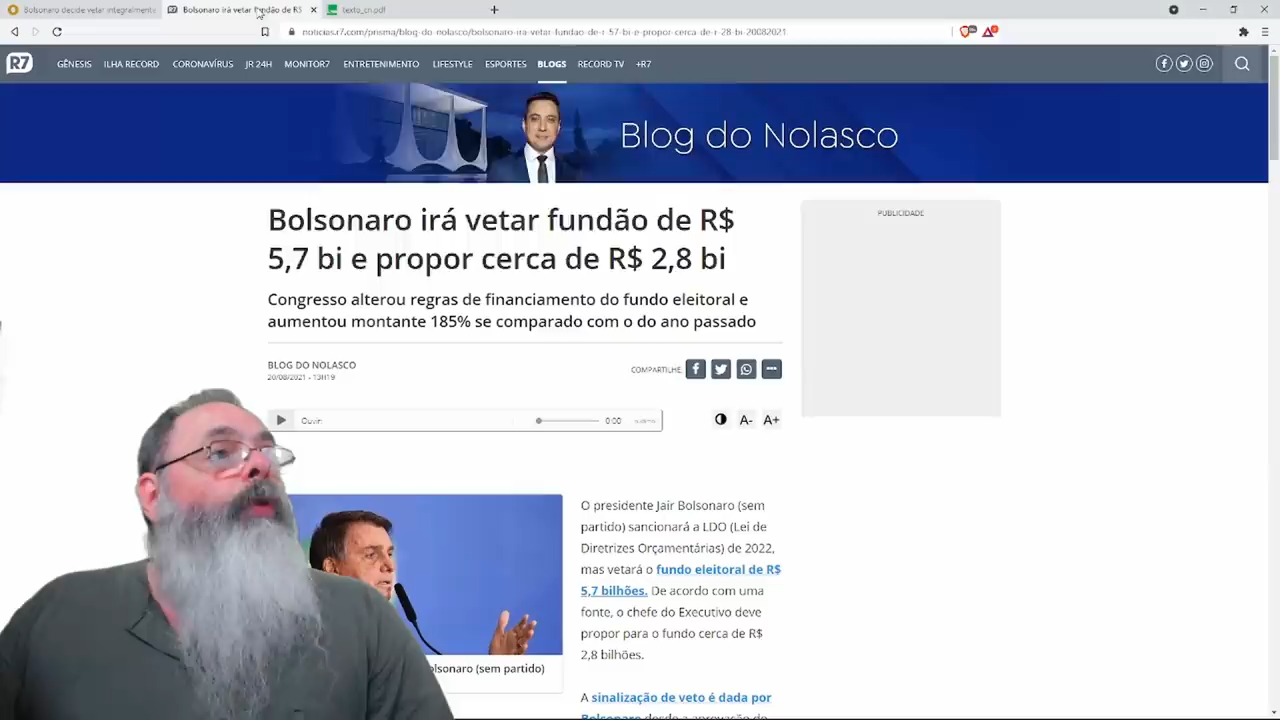 Bolsonaro decide vetar integralmente
Bolsonaro irá vetar fundão de R$
texto_cn.pdf
noticias.r7.com/prisma/blog-do-nolasco/bolsonaro-ira-vetar-fundao-de-r-57-bi-e-propor-cerca-de-r-28-bi-20082021
R7
GÊNESIS ILHA RECORD CORONAVÍRUS JR 24H MONITOR7 ENTRETENIMENTO LIFESTYLE ESPORTES BLOGS RECORD TV +R7
Blog do Nolasco
Bolsonaro irá vetar fundão de R$
5,7 bi e propor cerca de R$ 2,8 bi
PUBLICIDADE
Congresso alterou regras de financiamento do fundo eleitoral e
aumentou montante 185% se comparado com o do ano passado
BLOG DO NOLASCO
20/08/2021 - 13H19
COMPARTILHE:
Ouvir:
0:00
A- A+
O presidente Jair Bolsonaro (sem
partido) sancionará a LDO (Lei de
Diretrizes Orçamentárias) de 2022,
mas vetará o fundo eleitoral de R$
5,7 bilhões. De acordo com uma
fonte, o chefe do Executivo deve
propor para o fundo cerca de R$
2,8 bilhões.
olsonaro (sem partido)
A sinalização de veto é dada por
Bolsonaro desde a aprovação do